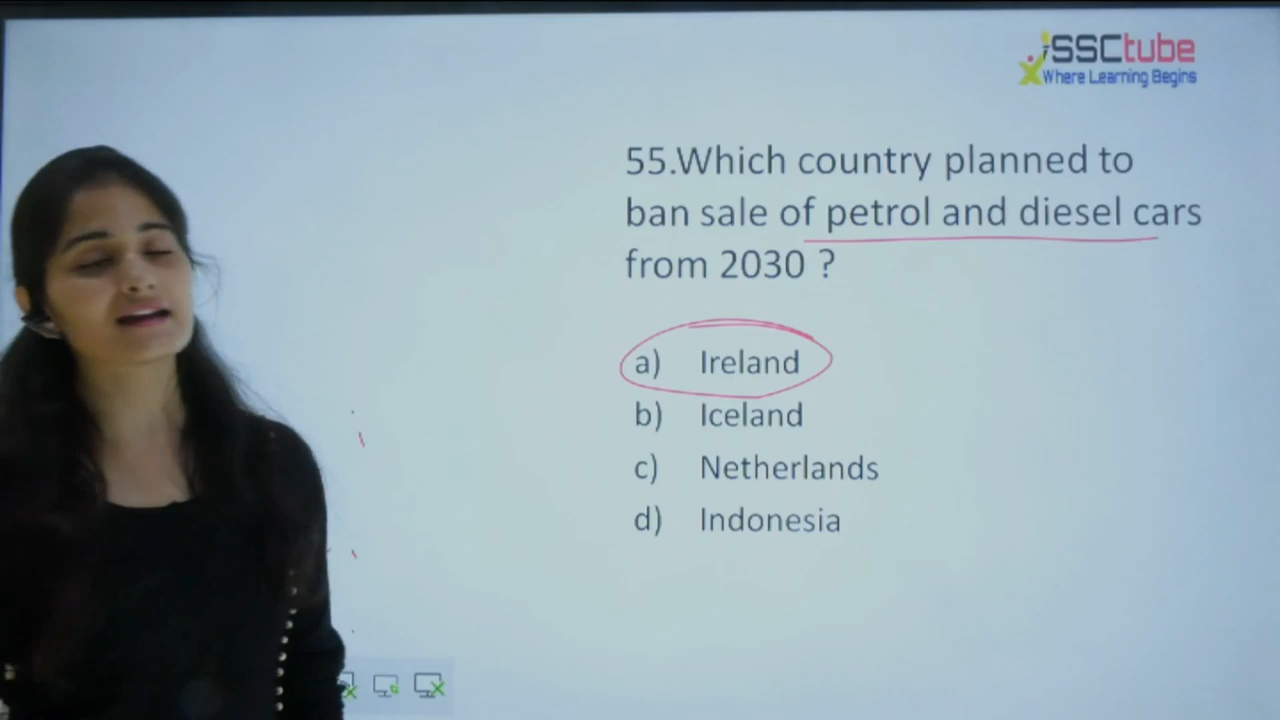 SSCtube
Where Learning Begins
55.Which country planned to
ban sale of petrol and diesel cars
from 2030 ?
a) Ireland
b) Iceland
c) Netherlands
d) Indonesia